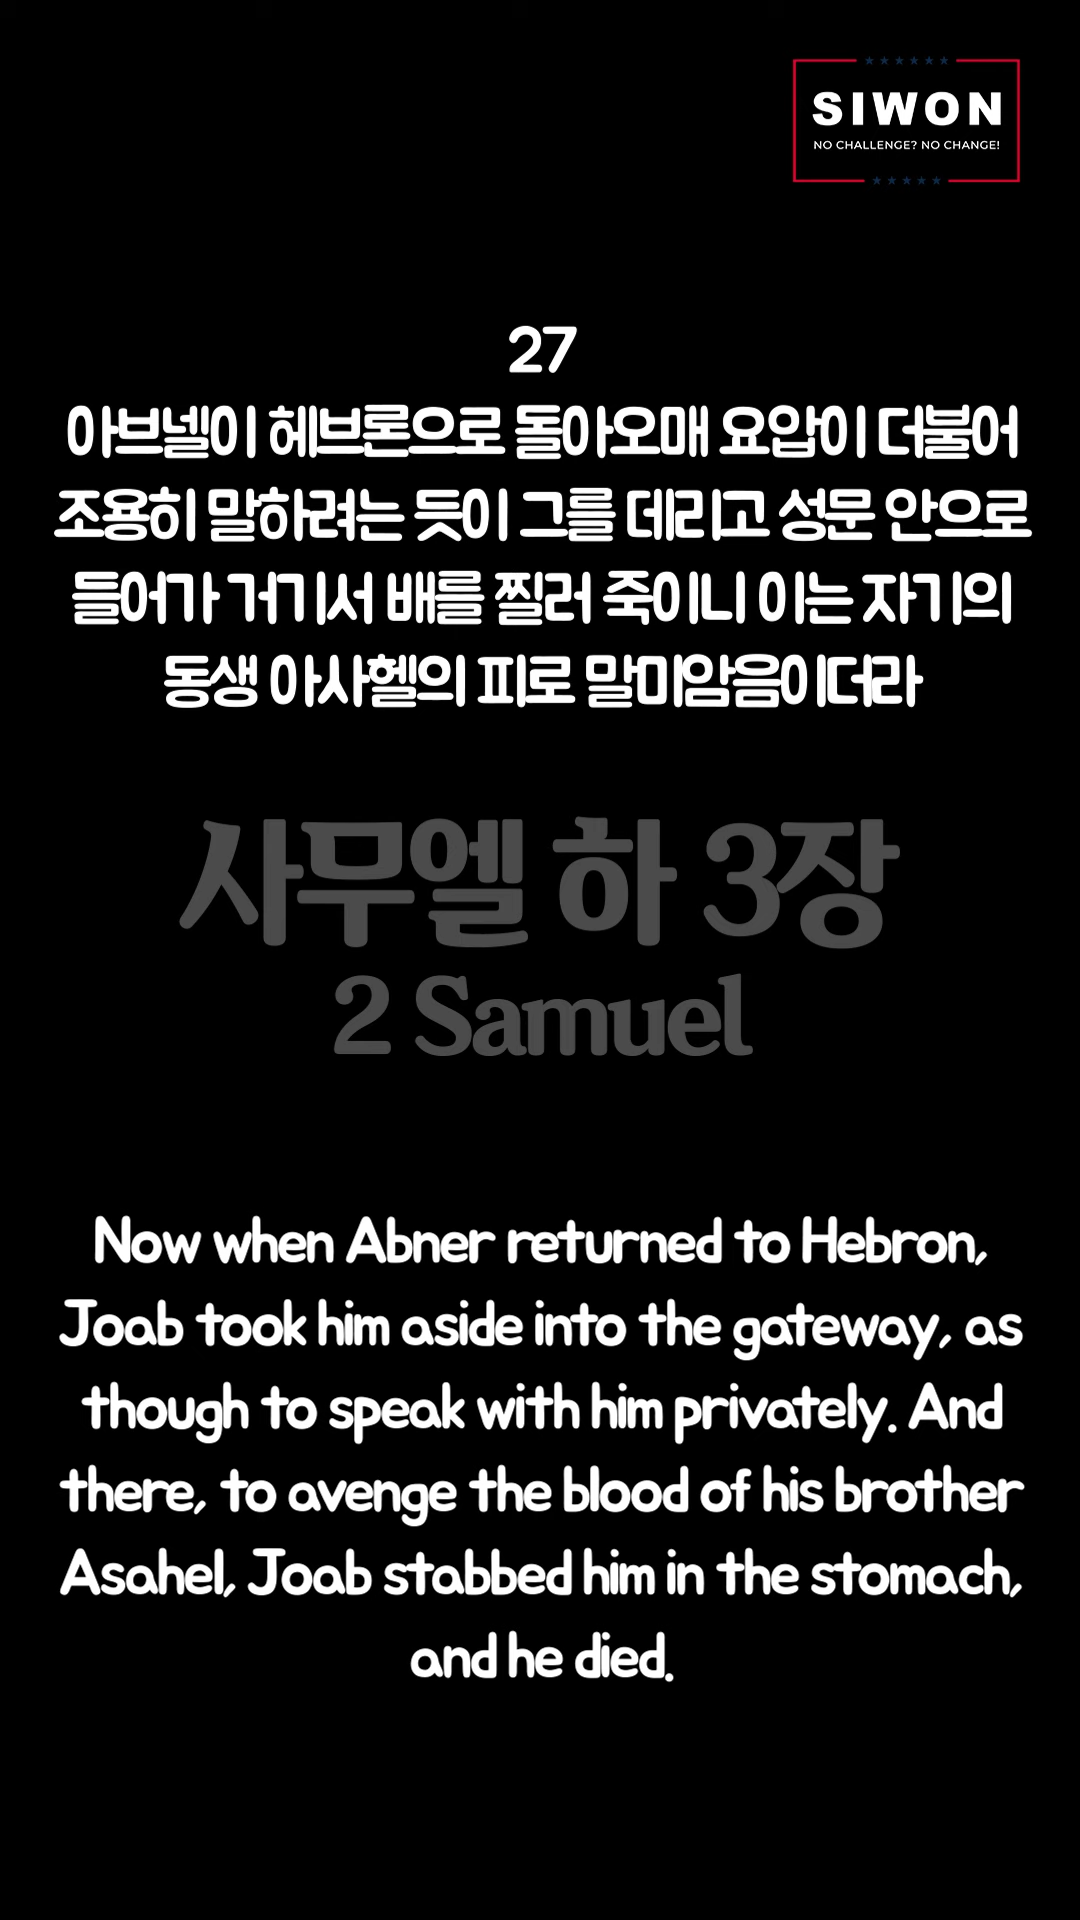 SIWON
NO CHALLENGE? NO CHANGE!
27
아브넬이 헤브론으로 돌아오매 요압이 더불어
조용히 말하려는 듯이 그를 데리고 성문 안으로
들어가 거기서 배를 찔러 죽이니 이는 자기의
동생 아사헬의 피로 말미암음이더라
사무엘 하 3장
2 Samuel
Now when Abner returned to Hebron,
Joab took him aside into the gateway, as
though to speak with him privately. And
there, to avenge the blood of his brother
Asahel, Joab stabbed him in the stomach,
and he died.